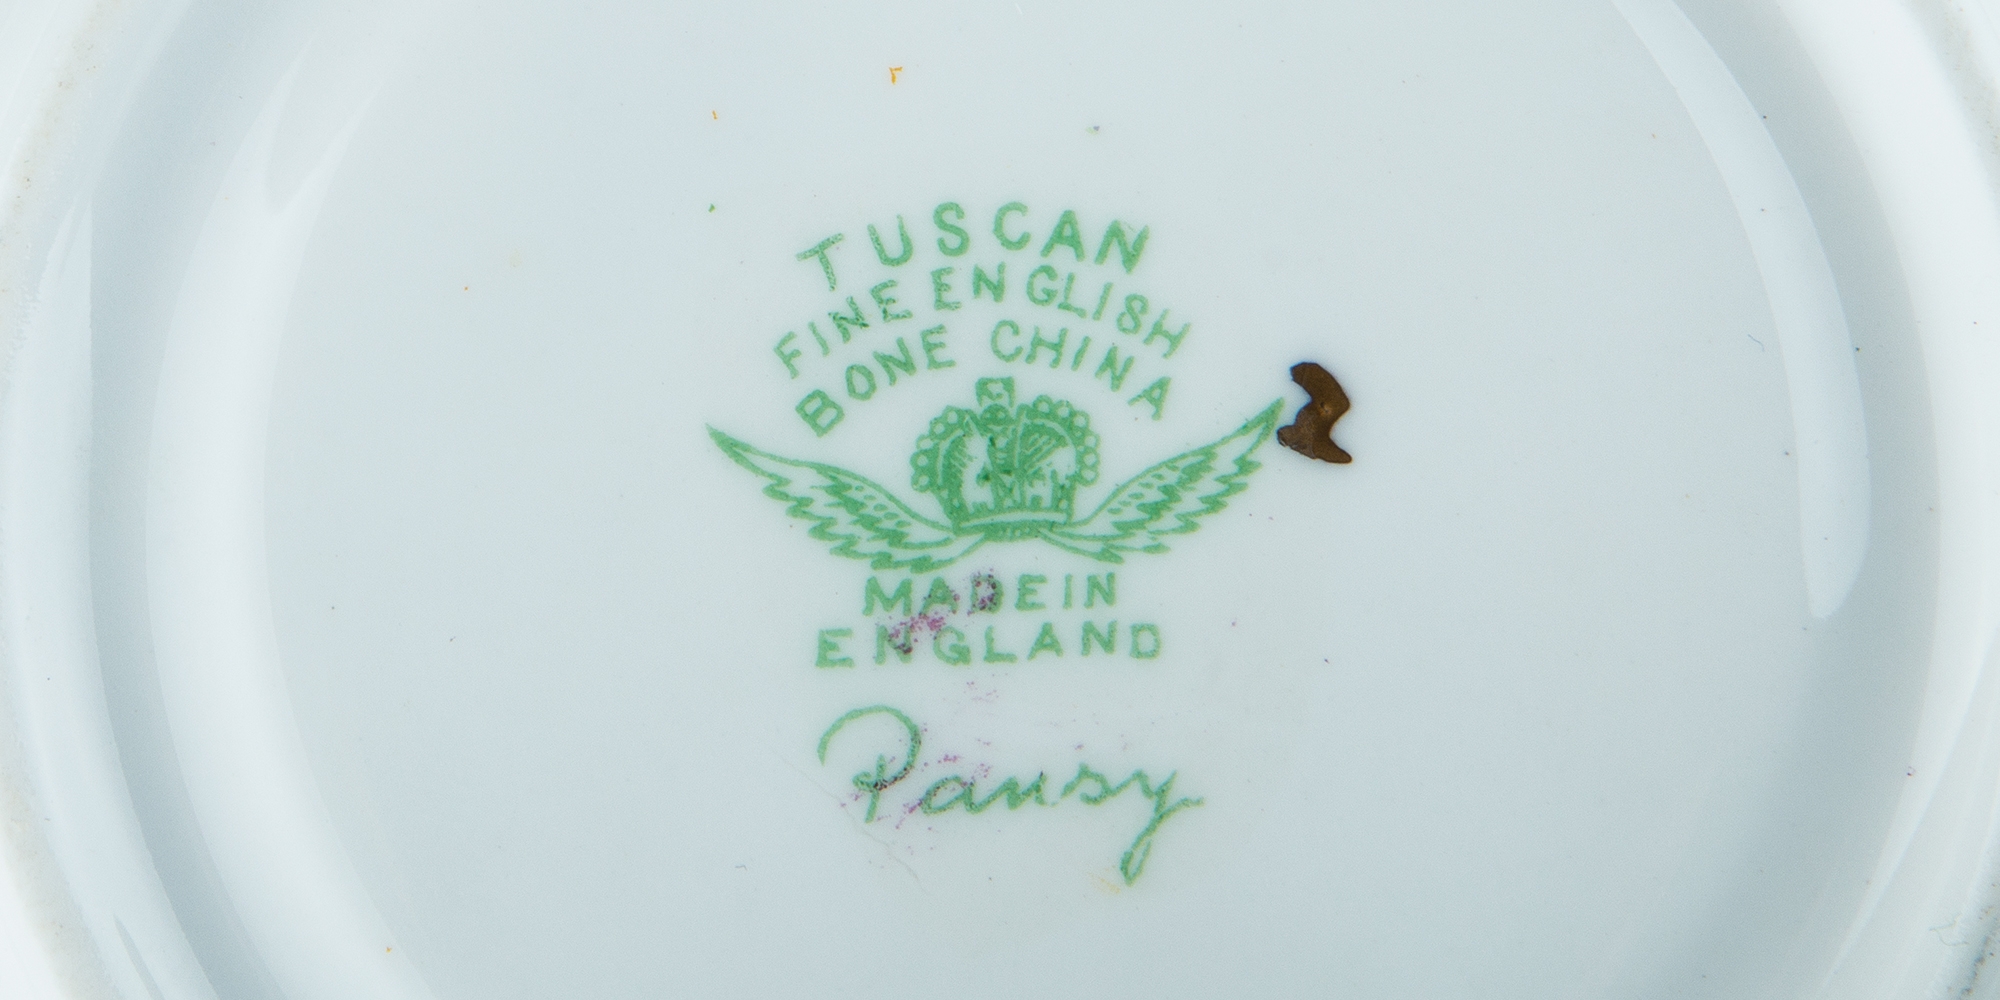 TUSCAN
FINE ENGLISH
BONE CHINA
MADE IN
ENGLAND
Pansy